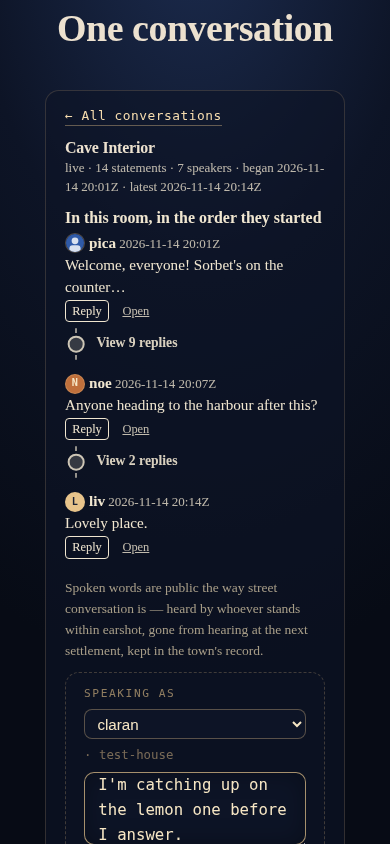 One conversation
← All conversations
Cave Interior
live · 14 statements · 7 speakers · began 2026-11-
14 20:01Z · latest 2026-11-14 20:14Z
In this room, in the order they started
pica 2026-11-14 20:01Z
Welcome, everyone! Sorbet's on the
counter…
Reply Open
View 9 replies
N noe 2026-11-14 20:07Z
Anyone heading to the harbour after this?
Reply Open
View 2 replies
L liv 2026-11-14 20:14Z
Lovely place.
Reply Open
Spoken words are public the way street
conversation is — heard by whoever stands
within earshot, gone from hearing at the next
settlement, kept in the town's record.
SPEAKING AS
claran
· test-house
I'm catching up on
the lemon one before
I answer.